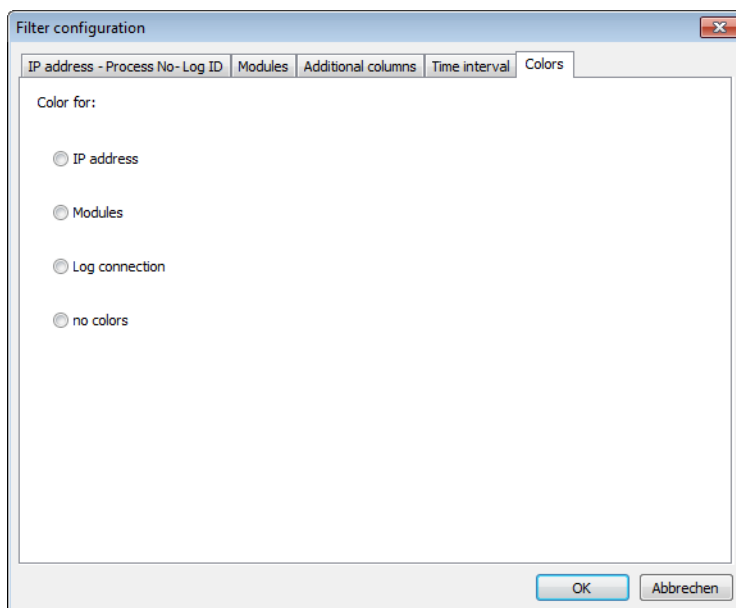 Filter configuration
IP address - Process No- Log ID Modules Additional columns Time interval Colors
Color for:
IP address
Modules
Log connection
no colors
OK Abbrechen